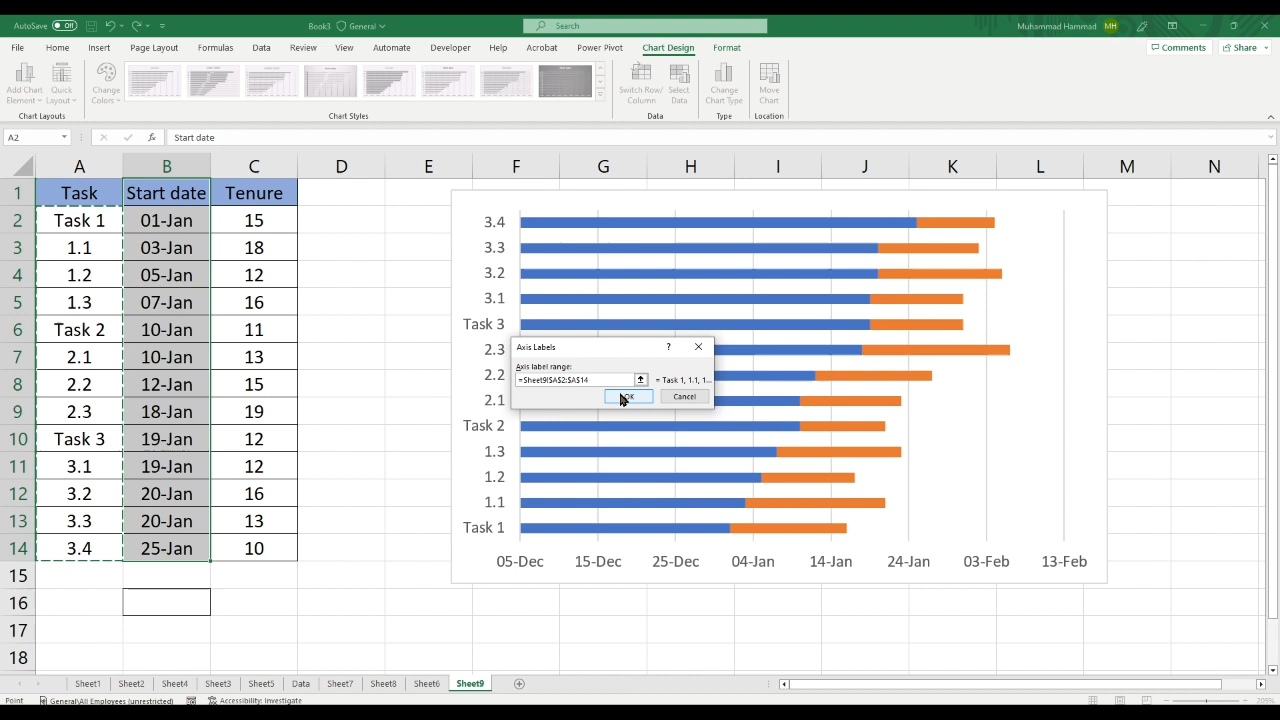 AutoSave Off Book3 General Search Muhammad Hammad MH
File Home Insert Page Layout Formulas Data Review View Automate Developer Help Acrobat Power Pivot Chart Design Format Comments Share
Add Chart Element Quick Layout Change Colors Switch Row/ Column Select Data Change Chart Type Move Chart
Chart Layouts Chart Styles Data Type Location
A2 fx Start date
A B C D E F G H I J K L M N
1 Task Start date Tenure
2 Task 1 01-Jan 15
3 1.1 03-Jan 18
4 1.2 05-Jan 12
5 1.3 07-Jan 16
6 Task 2 10-Jan 11
7 2.1 10-Jan 13
8 2.2 12-Jan 15
9 2.3 18-Jan 19
10 Task 3 19-Jan 12
11 3.1 19-Jan 12
12 3.2 20-Jan 16
13 3.3 20-Jan 13
14 3.4 25-Jan 10
15
16
17
18
3.4
3.3
3.2
3.1
Task 3
2.3
2.2
2.1
Task 2
1.3
1.2
1.1
Task 1
05-Dec 15-Dec 25-Dec 04-Jan 14-Jan 24-Jan 03-Feb 13-Feb
Axis Labels ?
Axis label range:
=Sheet9!$A$2:$A$14 = Task 1, 1.1, 1...
OK Cancel
Sheet1 Sheet2 Sheet4 Sheet3 Sheet5 Data Sheet7 Sheet8 Sheet6 Sheet9
Point General\All Employees (unrestricted) Accessibility: Investigate 209%